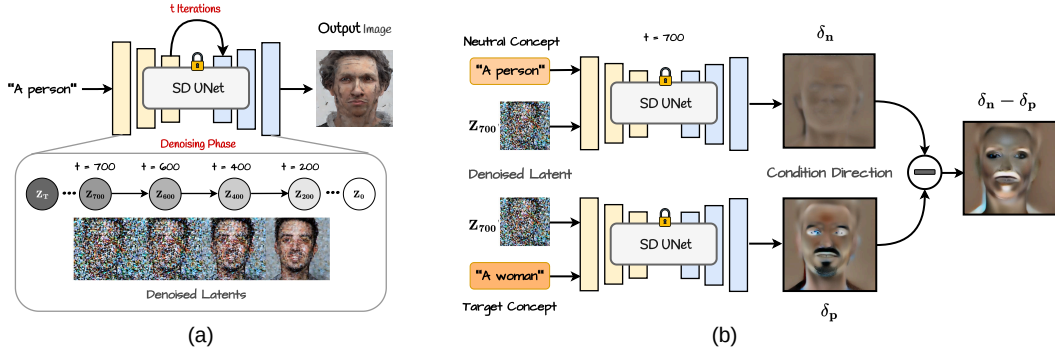 t Iterations
Output Image
"A person"
SD UNet
Denoising Phase
t = 700 t = 600 t = 400 t = 200
Z_T ... Z_700 Z_600 Z_400 Z_200 ... Z_0
Denoised Latents
(a)
Neutral Concept
t = 700
δ_n
"A person"
SD UNet
Z_700
δ_n − δ_p
Denoised Latent
Condition Direction
Z_700
SD UNet
"A woman"
Target Concept
δ_p
(b)